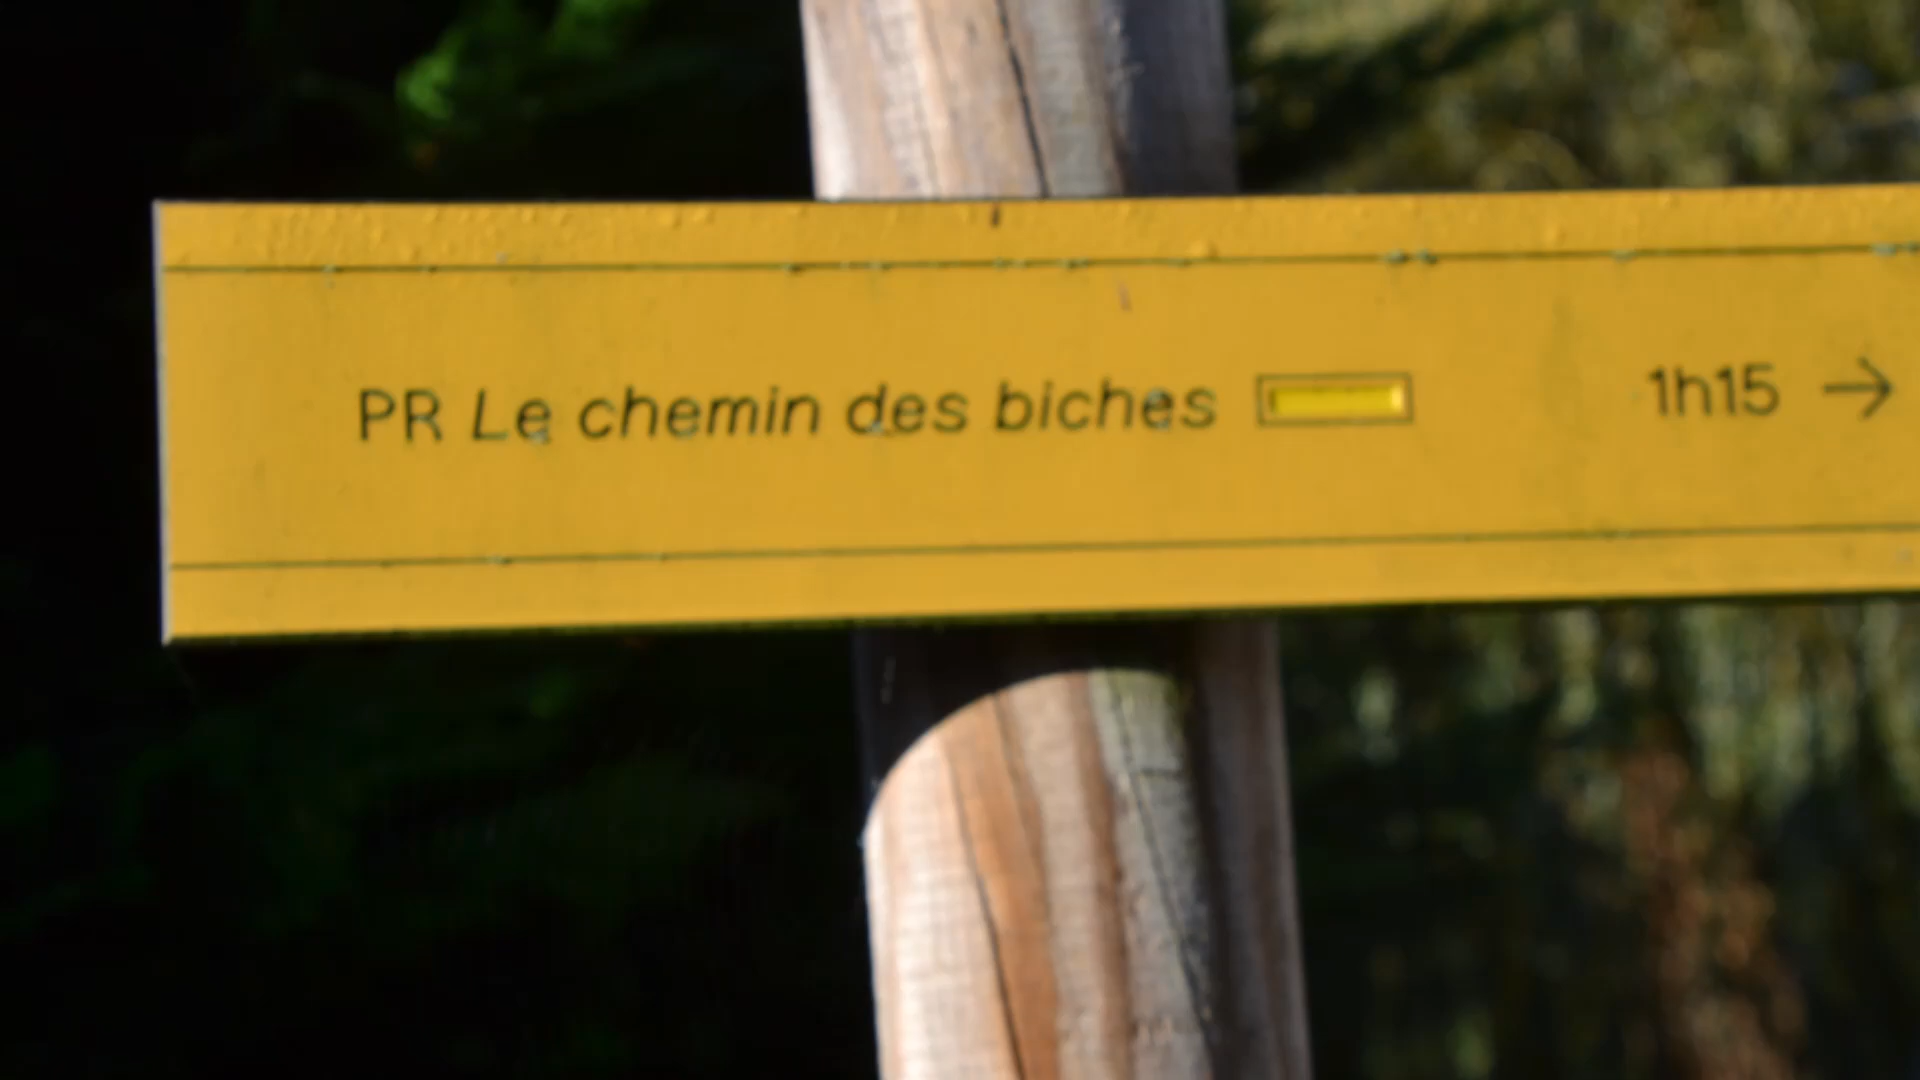 PR Le chemin des biches 1h15 →